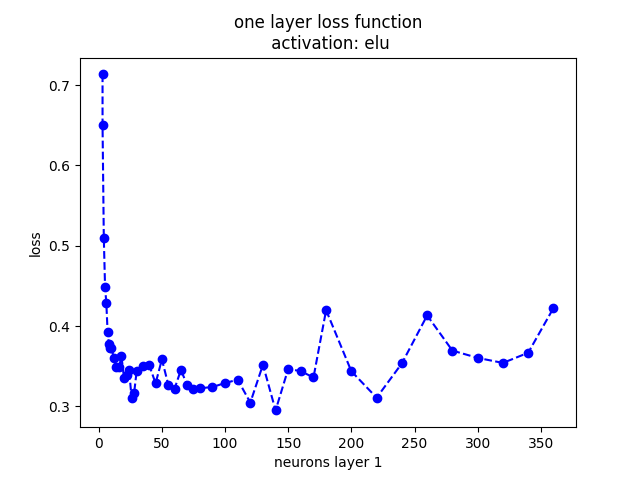 one layer loss function
activation: elu
0.7
0.6
0.5
0.4
0.3
loss
0 50 100 150 200 250 300 350
neurons layer 1